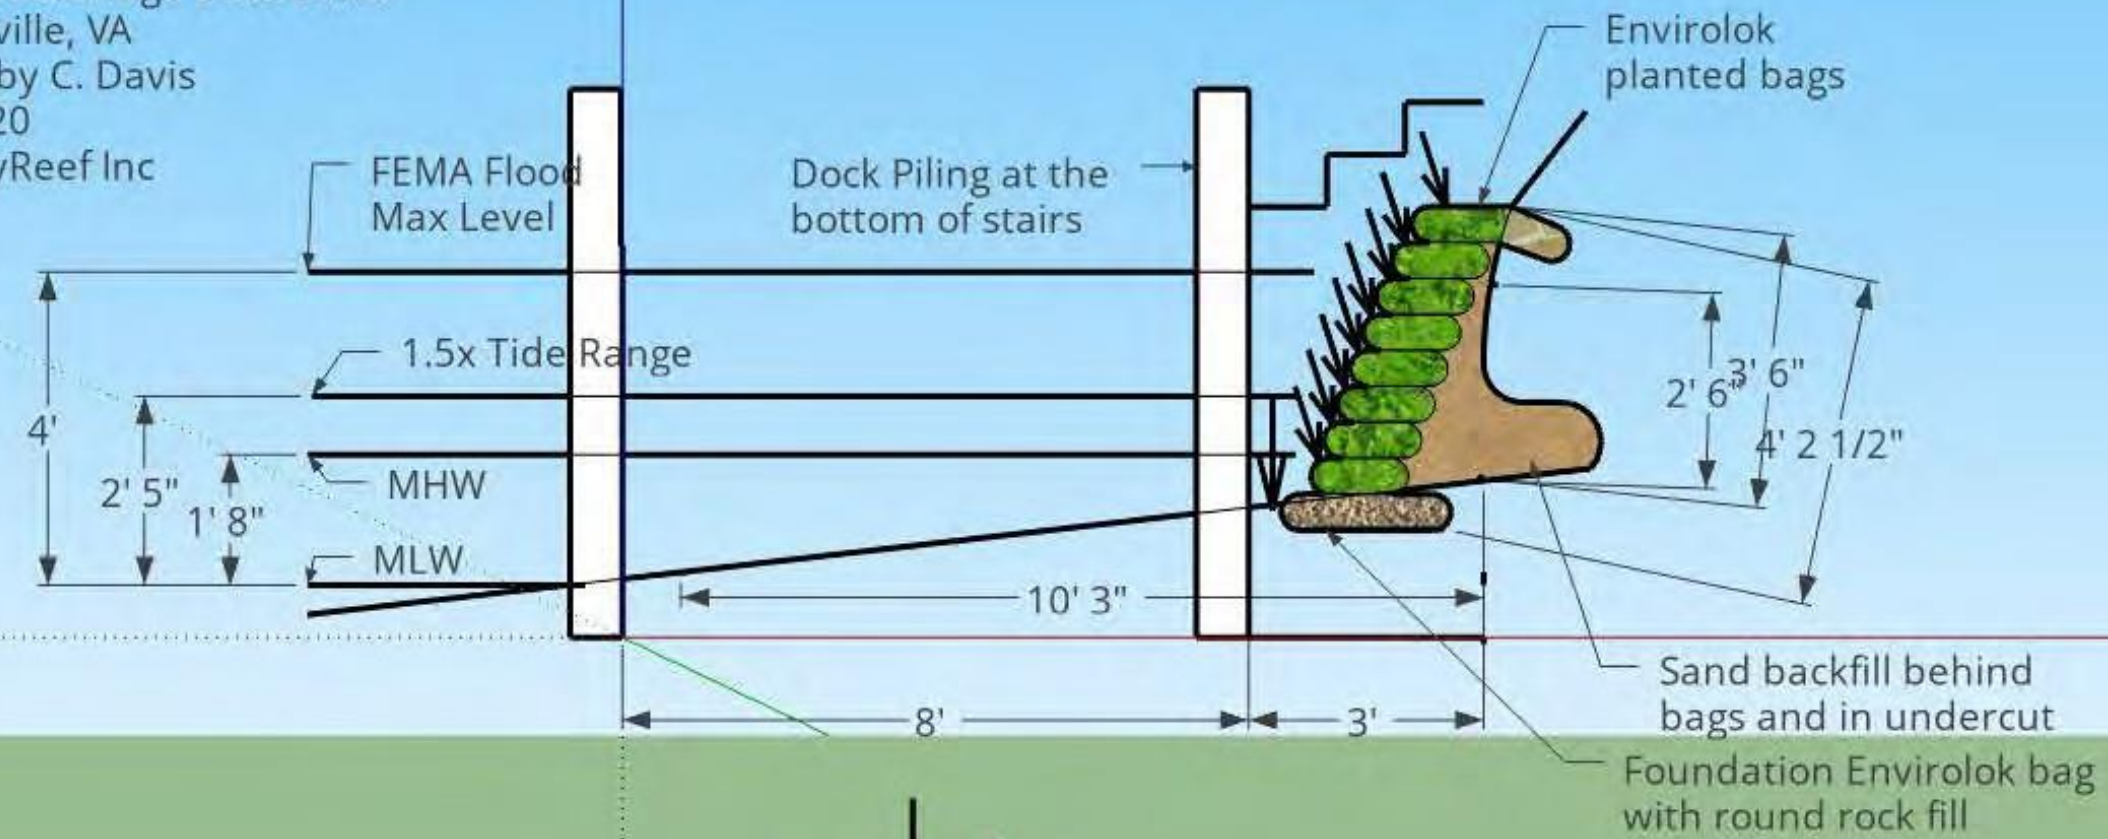 ville, VA
by C. Davis
20
yReef Inc
Envirolok
planted bags
FEMA Flood
Max Level
Dock Piling at the
bottom of stairs
1.5x Tide Range
4'
2' 5"
1' 8"
MHW
MLW
2' 6"
3' 6"
4' 2 1/2"
10' 3"
8'
3'
Sand backfill behind
bags and in undercut
Foundation Envirolok bag
with round rock fill